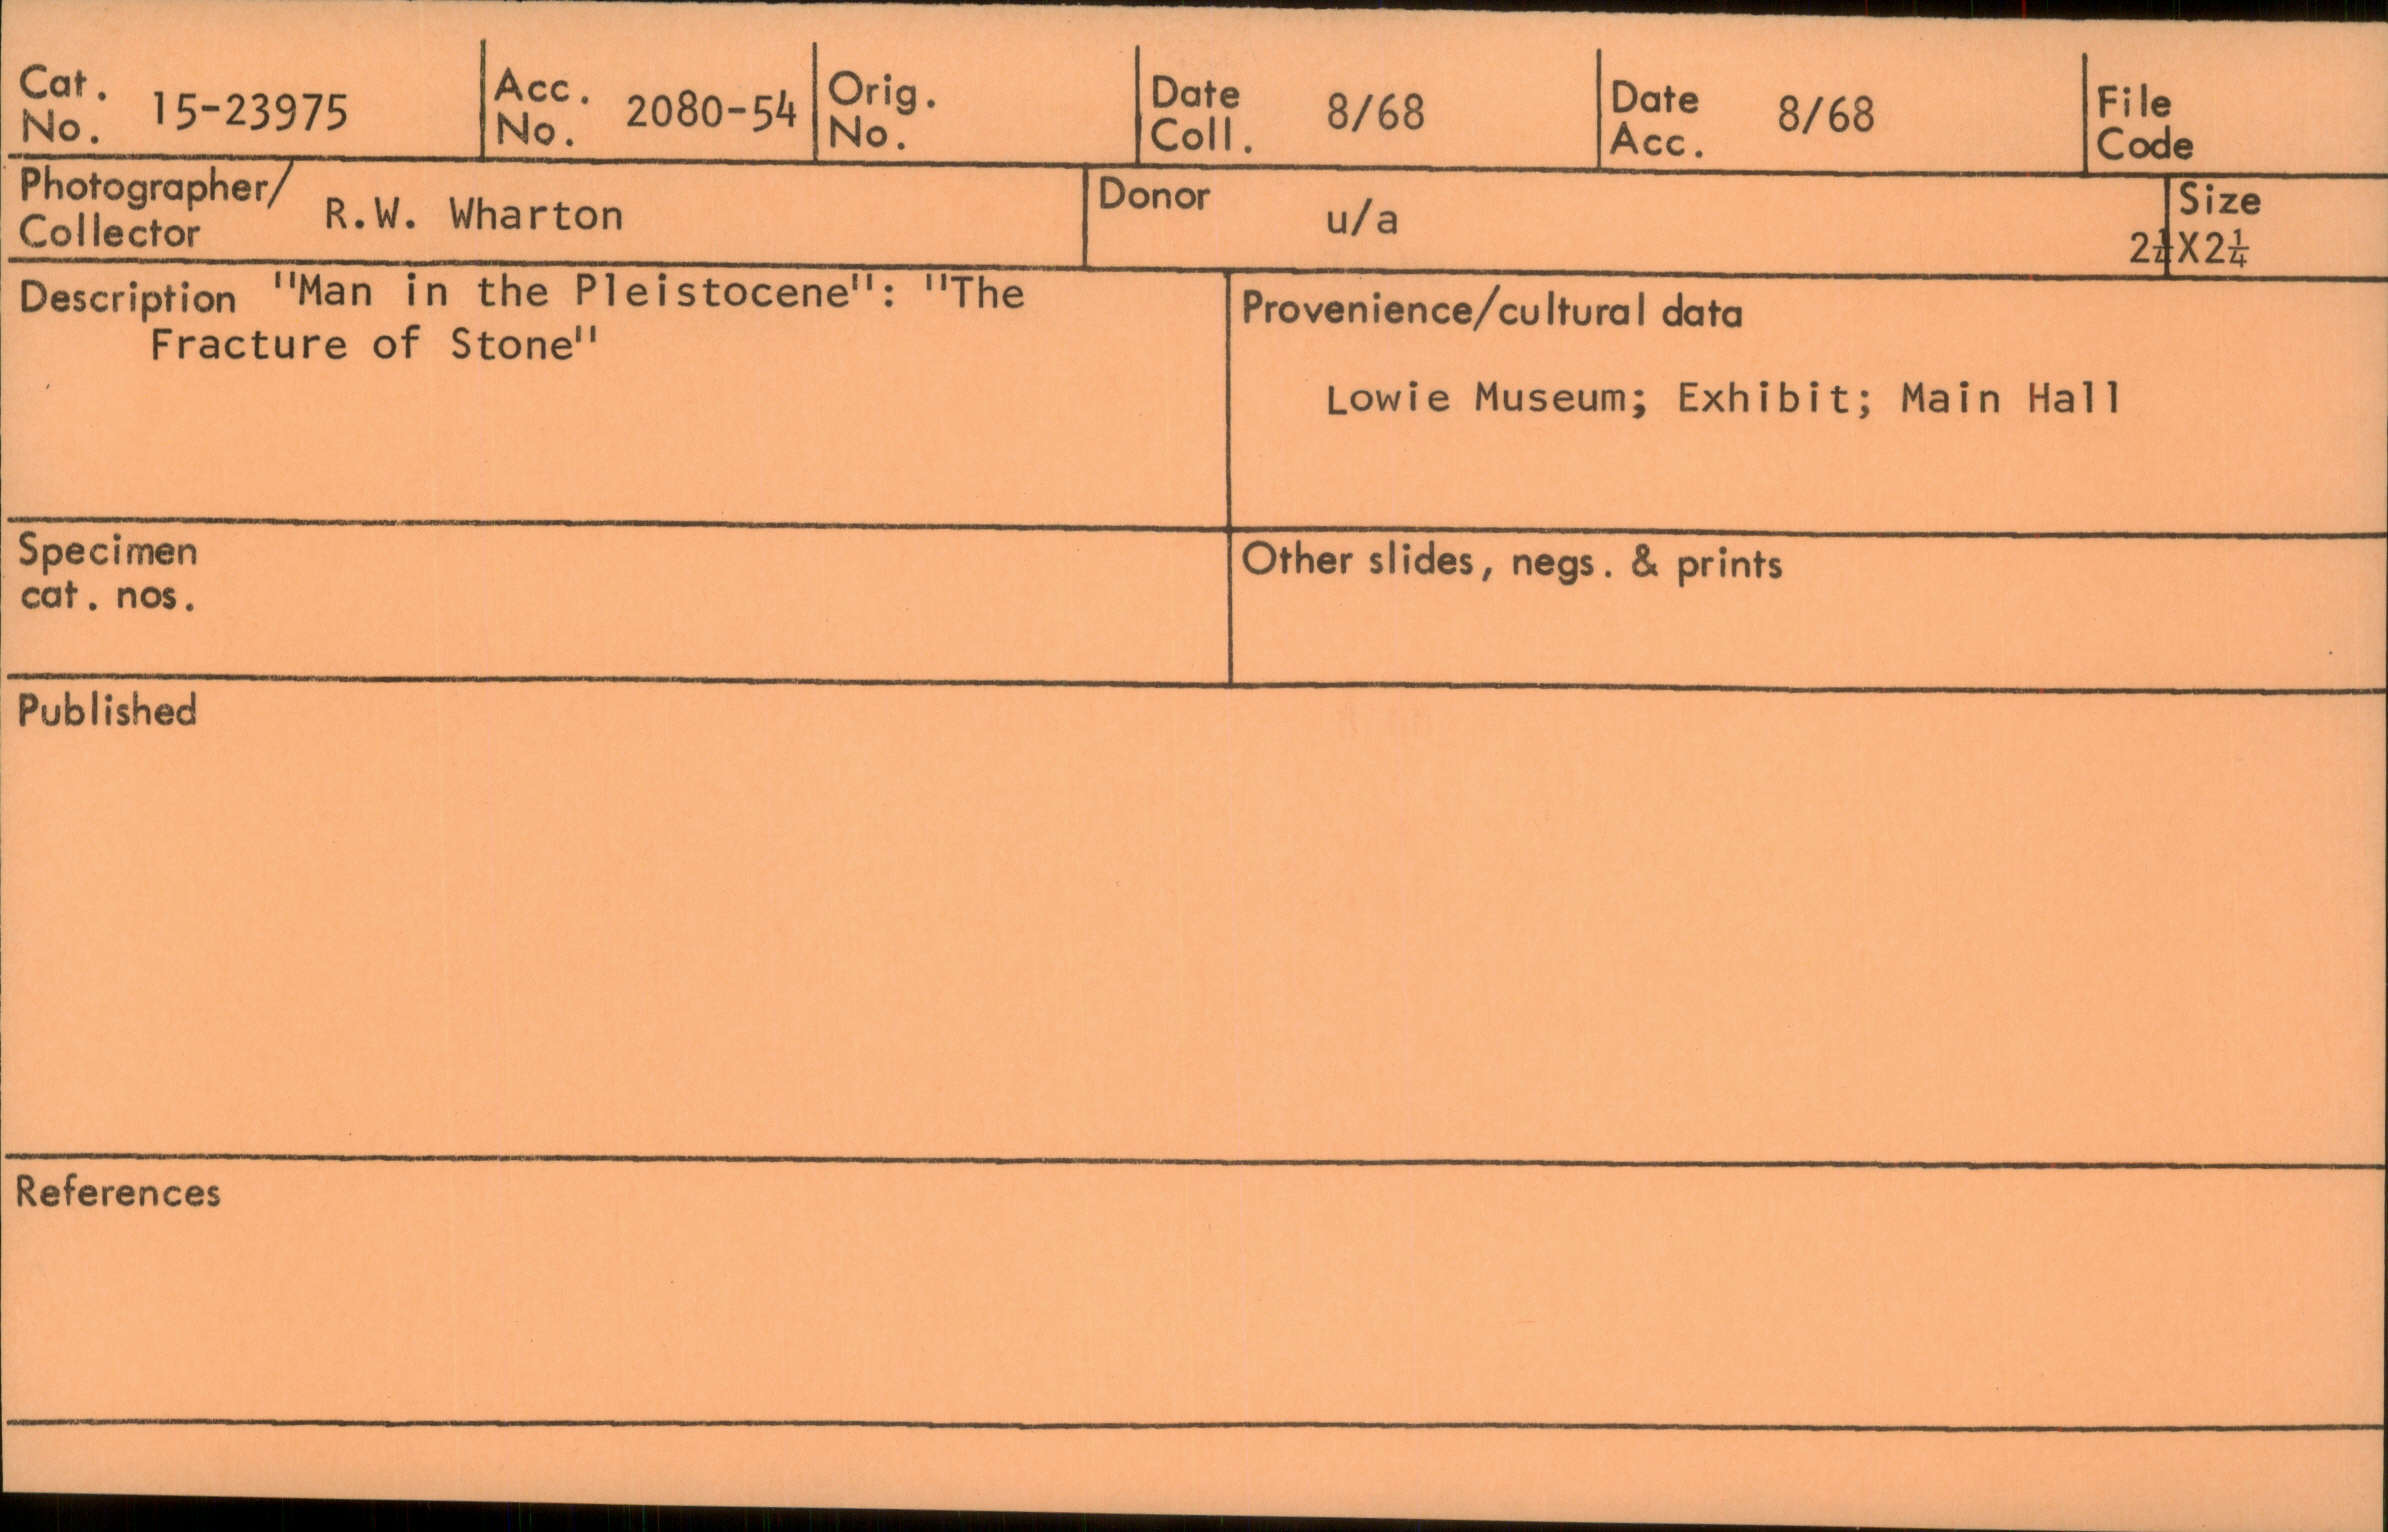 Cat. No. 15-23975
Acc. No. 2080-54
Orig. No.
Date Coll. 8/68
Date Acc. 8/68
File Code
Photographer/ Collector R.W. Wharton
Donor u/a
Size 2¼X2¼
Description "Man in the Pleistocene": "The
Fracture of Stone"
Provenience/cultural data
Lowie Museum; Exhibit; Main Hall
Specimen
cat. nos.
Other slides, negs. & prints
Published
References